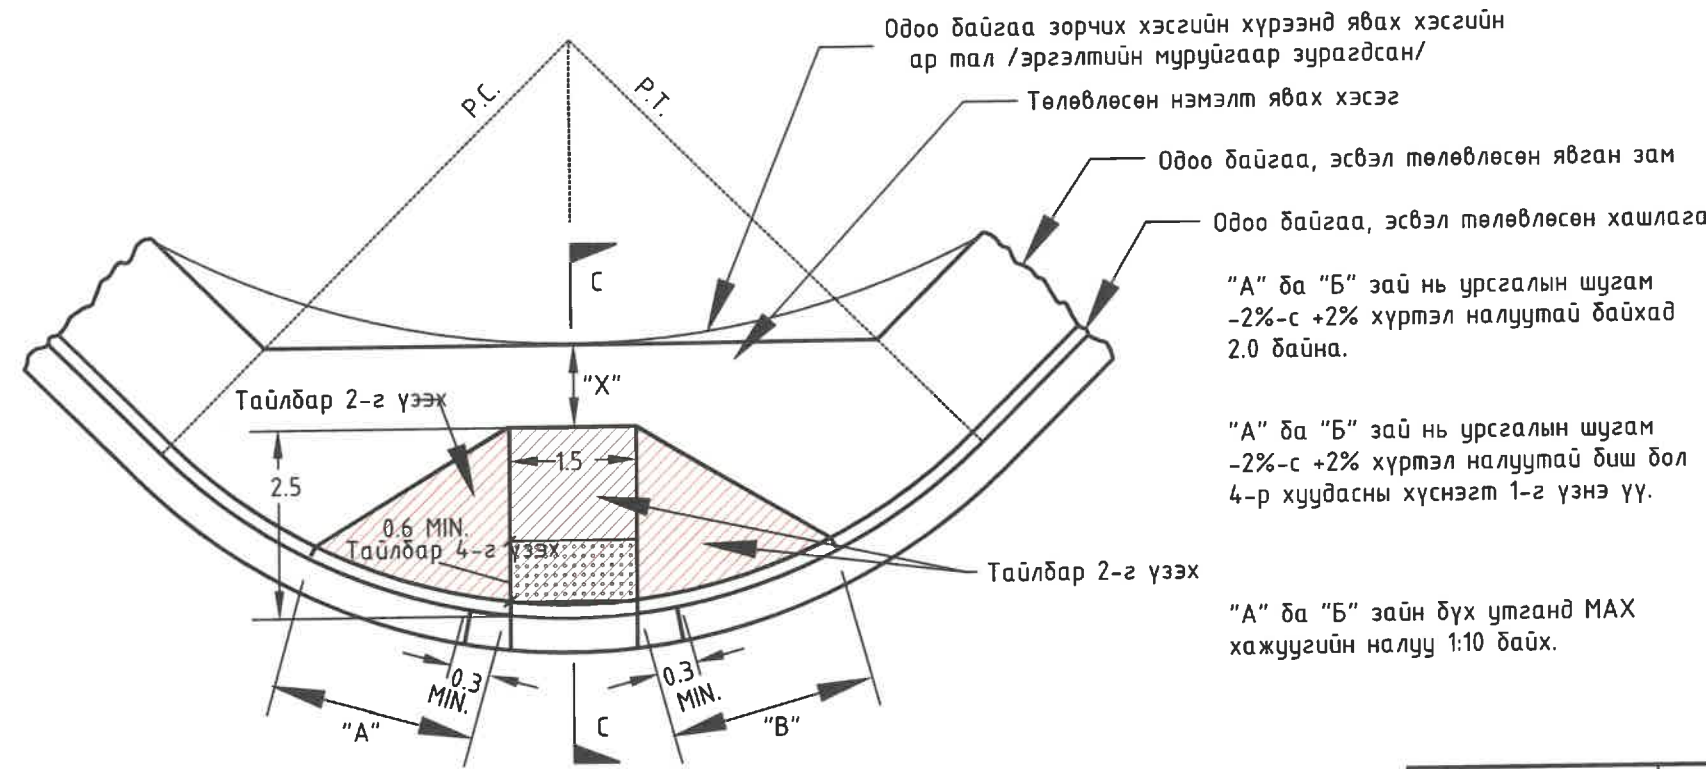 Одоо байгаа зорчих хэсгийн хүрээнд явах хэсгийн
ар тал /эргэлтийн муруйгаар зурагдсан/
P.C.
P.T.
Төлөвлөсөн нэмэлт явах хэсэг
Одоо байгаа, эсвэл төлөвлөсөн явган зам
Одоо байгаа, эсвэл төлөвлөсөн хашлага
C
"A" ба "Б" зай нь урсгалын шугам
-2%-с +2% хүртэл налуутай байхад
2.0 байна.
"X"
Тайлбар 2-г үзэх
1.5
2.5
"A" ба "Б" зай нь урсгалын шугам
-2%-с +2% хүртэл налуутай биш бол
4-р хуудасны хүснэгт 1-г үзнэ үү.
0.6 MIN.
Тайлбар 4-г үзэх
Тайлбар 2-г үзэх
"A" ба "Б" зайн бүх утганд MAX
хажуугийн налуу 1:10 байх.
0.3
MIN.
0.3
MIN.
"A"
C
"B"